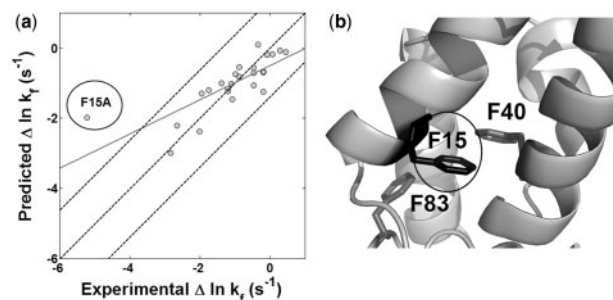 (a)
0
-2
-4
-6
Predicted Δ ln k_f (s⁻¹)
F15A
-6
-4
-2
0
Experimental Δ ln k_f (s⁻¹)
(b)
F40
F15
F83